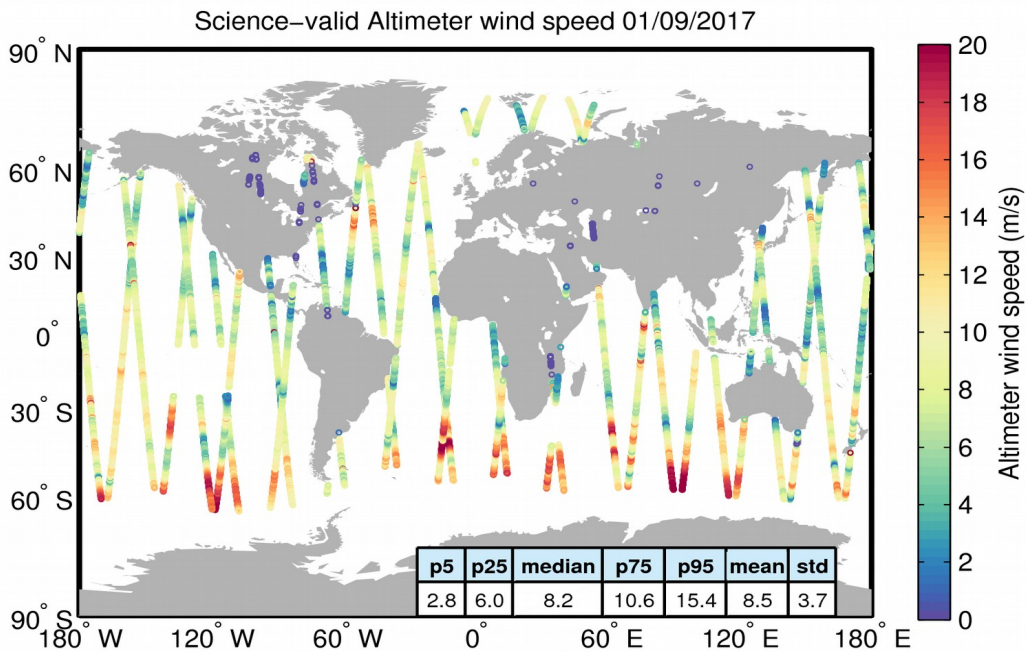 Science−valid Altimeter wind speed 01/09/2017
90° N
60° N
30° N
0°
30° S
60° S
90° S
180° W
120° W
60° W
0°
60° E
120° E
180° E
p5 p25 median p75 p95 mean std
2.8 6.0 8.2 10.6 15.4 8.5 3.7
20
18
16
14
12
10
8
6
4
2
0
Altimeter wind speed (m/s)